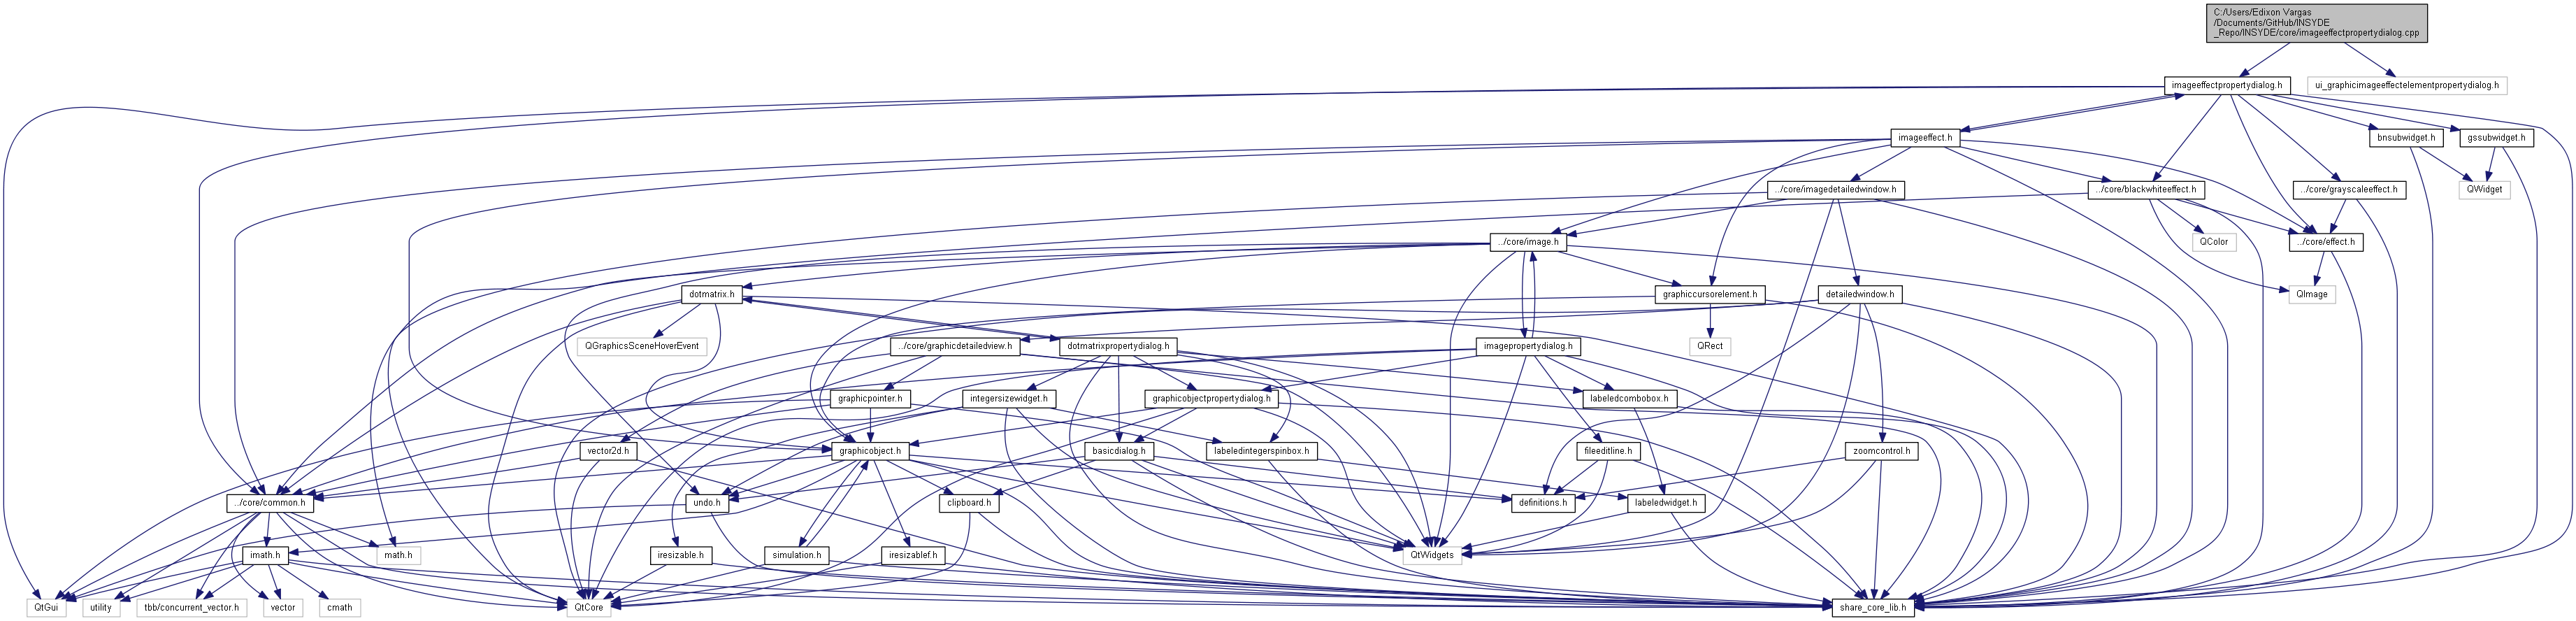 C:/Users/Edixon Vargas
/Documents/GitHub/INSYDE
_Repo/INSYDE/core/imageeffectpropertydialog.cpp
imageeffectpropertydialog.h
ui_graphicimageeffectelementpropertydialog.h
imageeffect.h
bnsubwidget.h
gssubwidget.h
../core/imagedetailedwindow.h
../core/blackwhiteeffect.h
../core/grayscaleeffect.h
QWidget
../core/image.h
QColor
../core/effect.h
dotmatrix.h
graphiccursorelement.h
detailedwindow.h
QImage
QGraphicsSceneHoverEvent
../core/graphicdetailedview.h
dotmatrixpropertydialog.h
imagepropertydialog.h
QRect
graphicpointer.h
integersizewidget.h
graphicobjectpropertydialog.h
labeledcombobox.h
vector2d.h
graphicobject.h
basicdialog.h
labeledintegerspinbox.h
fileeditline.h
zoomcontrol.h
../core/common.h
undo.h
clipboard.h
definitions.h
labeledwidget.h
imath.h
math.h
iresizable.h
simulation.h
iresizablef.h
QtWidgets
QtGui
utility
tbb/concurrent_vector.h
vector
cmath
QtCore
share_core_lib.h